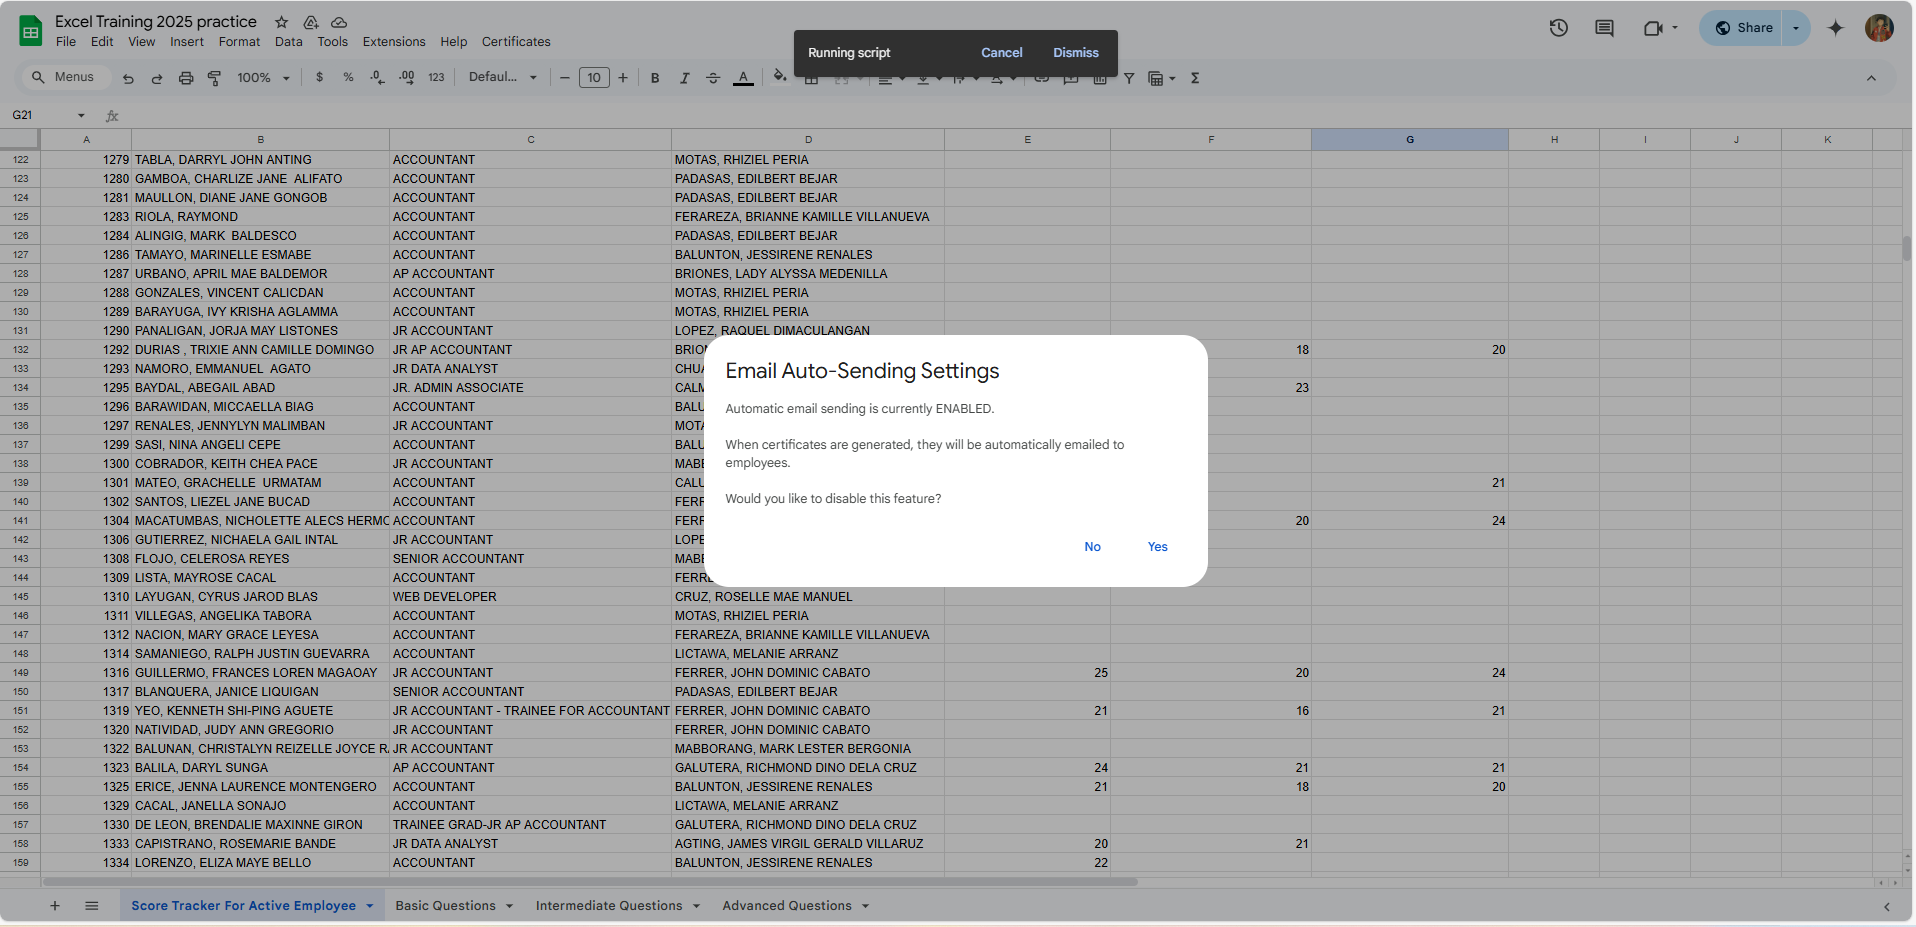 Excel Training 2025 practice
File Edit View Insert Format Data Tools Extensions Help Certificates
Share
Running script Cancel Dismiss
Menus 100% $ % .0 .00 123 Defaul... 10 B I S A Σ
G21 fx
A B C D E F G H I J K
122 1279 TABLA, DARRYL JOHN ANTING ACCOUNTANT MOTAS, RHIZIEL PERIA
123 1280 GAMBOA, CHARLIZE JANE ALIFATO ACCOUNTANT PADASAS, EDILBERT BEJAR
124 1281 MAULLON, DIANE JANE GONGOB ACCOUNTANT PADASAS, EDILBERT BEJAR
125 1283 RIOLA, RAYMOND ACCOUNTANT FERAREZA, BRIANNE KAMILLE VILLANUEVA
126 1284 ALINGIG, MARK BALDESCO ACCOUNTANT PADASAS, EDILBERT BEJAR
127 1286 TAMAYO, MARINELLE ESMABE ACCOUNTANT BALUNTON, JESSIRENE RENALES
128 1287 URBANO, APRIL MAE BALDEMOR AP ACCOUNTANT BRIONES, LADY ALYSSA MEDENILLA
129 1288 GONZALES, VINCENT CALICDAN ACCOUNTANT MOTAS, RHIZIEL PERIA
130 1289 BARAYUGA, IVY KRISHA AGLAMMA ACCOUNTANT MOTAS, RHIZIEL PERIA
131 1290 PANALIGAN, JORJA MAY LISTONES JR ACCOUNTANT LOPEZ, RAQUEL DIMACULANGAN
132 1292 DURIAS , TRIXIE ANN CAMILLE DOMINGO JR AP ACCOUNTANT BRION 18 20
133 1293 NAMORO, EMMANUEL AGATO JR DATA ANALYST CHUA
134 1295 BAYDAL, ABEGAIL ABAD JR. ADMIN ASSOCIATE CALM 23
135 1296 BARAWIDAN, MICCAELLA BIAG ACCOUNTANT BALU
136 1297 RENALES, JENNYLYN MALIMBAN JR ACCOUNTANT MOTA
137 1299 SASI, NINA ANGELI CEPE ACCOUNTANT BALU
138 1300 COBRADOR, KEITH CHEA PACE JR ACCOUNTANT MABB
139 1301 MATEO, GRACHELLE URMATAM ACCOUNTANT CALU 21
140 1302 SANTOS, LIEZEL JANE BUCAD ACCOUNTANT FERR
141 1304 MACATUMBAS, NICHOLETTE ALECS HERMO ACCOUNTANT FERR 20 24
142 1306 GUTIERREZ, NICHAELA GAIL INTAL JR ACCOUNTANT LOPE
143 1308 FLOJO, CELEROSA REYES SENIOR ACCOUNTANT MABB
144 1309 LISTA, MAYROSE CACAL ACCOUNTANT FERRE
145 1310 LAYUGAN, CYRUS JAROD BLAS WEB DEVELOPER CRUZ, ROSELLE MAE MANUEL
146 1311 VILLEGAS, ANGELIKA TABORA ACCOUNTANT MOTAS, RHIZIEL PERIA
147 1312 NACION, MARY GRACE LEYESA ACCOUNTANT FERAREZA, BRIANNE KAMILLE VILLANUEVA
148 1314 SAMANIEGO, RALPH JUSTIN GUEVARRA ACCOUNTANT LICTAWA, MELANIE ARRANZ
149 1316 GUILLERMO, FRANCES LOREN MAGAOAY JR ACCOUNTANT FERRER, JOHN DOMINIC CABATO 25 20 24
150 1317 BLANQUERA, JANICE LIQUIGAN SENIOR ACCOUNTANT PADASAS, EDILBERT BEJAR
151 1319 YEO, KENNETH SHI-PING AGUETE JR ACCOUNTANT - TRAINEE FOR ACCOUNTANT FERRER, JOHN DOMINIC CABATO 21 16 21
152 1320 NATIVIDAD, JUDY ANN GREGORIO JR ACCOUNTANT FERRER, JOHN DOMINIC CABATO
153 1322 BALUNAN, CHRISTALYN REIZELLE JOYCE R JR ACCOUNTANT MABBORANG, MARK LESTER BERGONIA
154 1323 BALILA, DARYL SUNGA AP ACCOUNTANT GALUTERA, RICHMOND DINO DELA CRUZ 24 21 21
155 1325 ERICE, JENNA LAURENCE MONTENGERO ACCOUNTANT BALUNTON, JESSIRENE RENALES 21 18 20
156 1329 CACAL, JANELLA SONAJO ACCOUNTANT LICTAWA, MELANIE ARRANZ
157 1330 DE LEON, BRENDALIE MAXINNE GIRON TRAINEE GRAD-JR AP ACCOUNTANT GALUTERA, RICHMOND DINO DELA CRUZ
158 1333 CAPISTRANO, ROSEMARIE BANDE JR DATA ANALYST AGTING, JAMES VIRGIL GERALD VILLARUZ 20 21
159 1334 LORENZO, ELIZA MAYE BELLO ACCOUNTANT BALUNTON, JESSIRENE RENALES 22
Email Auto-Sending Settings
Automatic email sending is currently ENABLED.
When certificates are generated, they will be automatically emailed to
employees.
Would you like to disable this feature?
No Yes
Score Tracker For Active Employee Basic Questions Intermediate Questions Advanced Questions